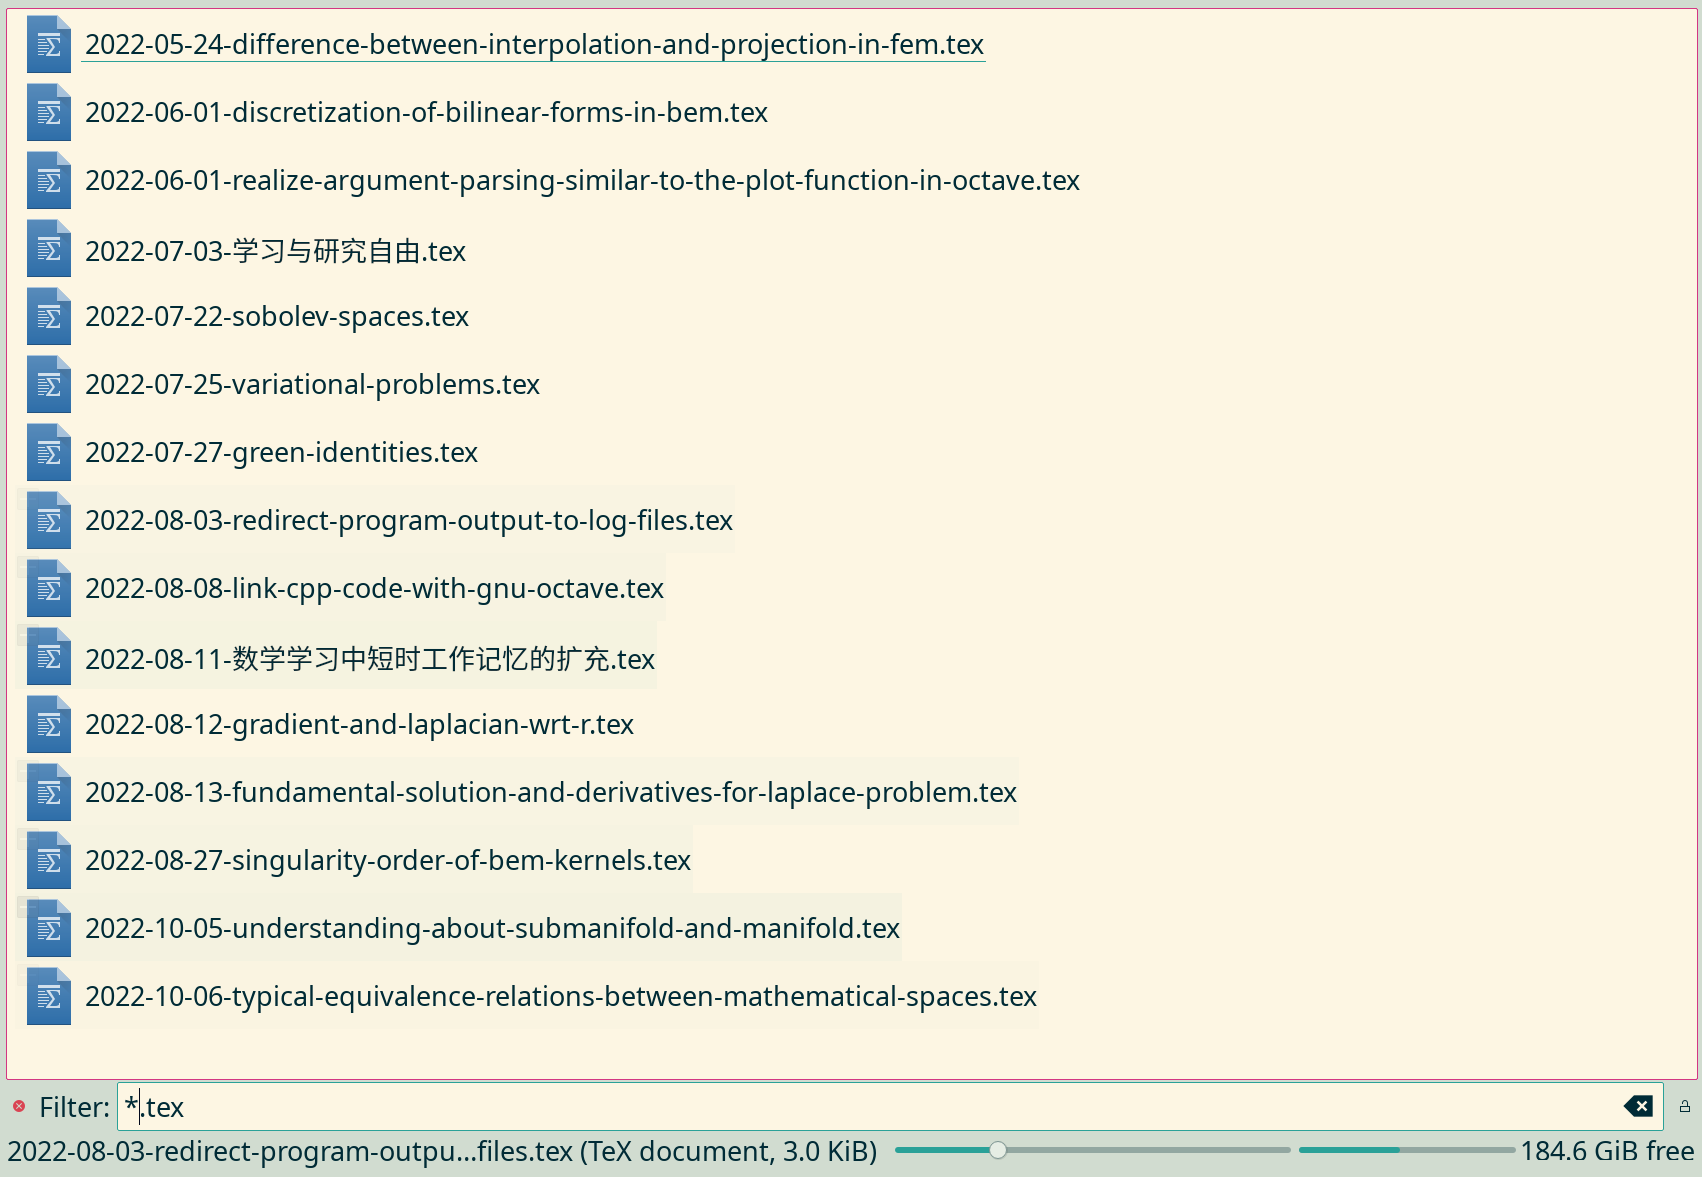 2022-05-24-difference-between-interpolation-and-projection-in-fem.tex
2022-06-01-discretization-of-bilinear-forms-in-bem.tex
2022-06-01-realize-argument-parsing-similar-to-the-plot-function-in-octave.tex
2022-07-03-学习与研究自由.tex
2022-07-22-sobolev-spaces.tex
2022-07-25-variational-problems.tex
2022-07-27-green-identities.tex
2022-08-03-redirect-program-output-to-log-files.tex
2022-08-08-link-cpp-code-with-gnu-octave.tex
2022-08-11-数学学习中短时工作记忆的扩充.tex
2022-08-12-gradient-and-laplacian-wrt-r.tex
2022-08-13-fundamental-solution-and-derivatives-for-laplace-problem.tex
2022-08-27-singularity-order-of-bem-kernels.tex
2022-10-05-understanding-about-submanifold-and-manifold.tex
2022-10-06-typical-equivalence-relations-between-mathematical-spaces.tex
Filter: *.tex
2022-08-03-redirect-program-outpu...files.tex (TeX document, 3.0 KiB) 184.6 GiB free